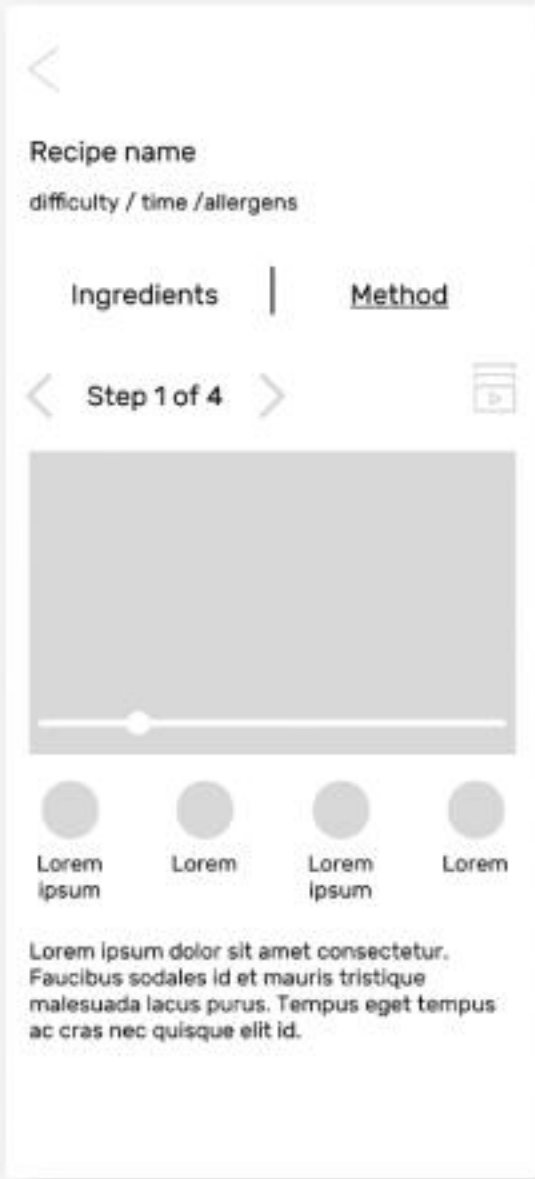 Recipe name
difficulty / time /allergens
Ingredients | Method
Step 1 of 4
Lorem ipsum
Lorem
Lorem ipsum
Lorem
Lorem ipsum dolor sit amet consectetur.
Faucibus sodales id et mauris tristique
malesuada lacus purus. Tempus eget tempus
ac cras nec quisque elit id.